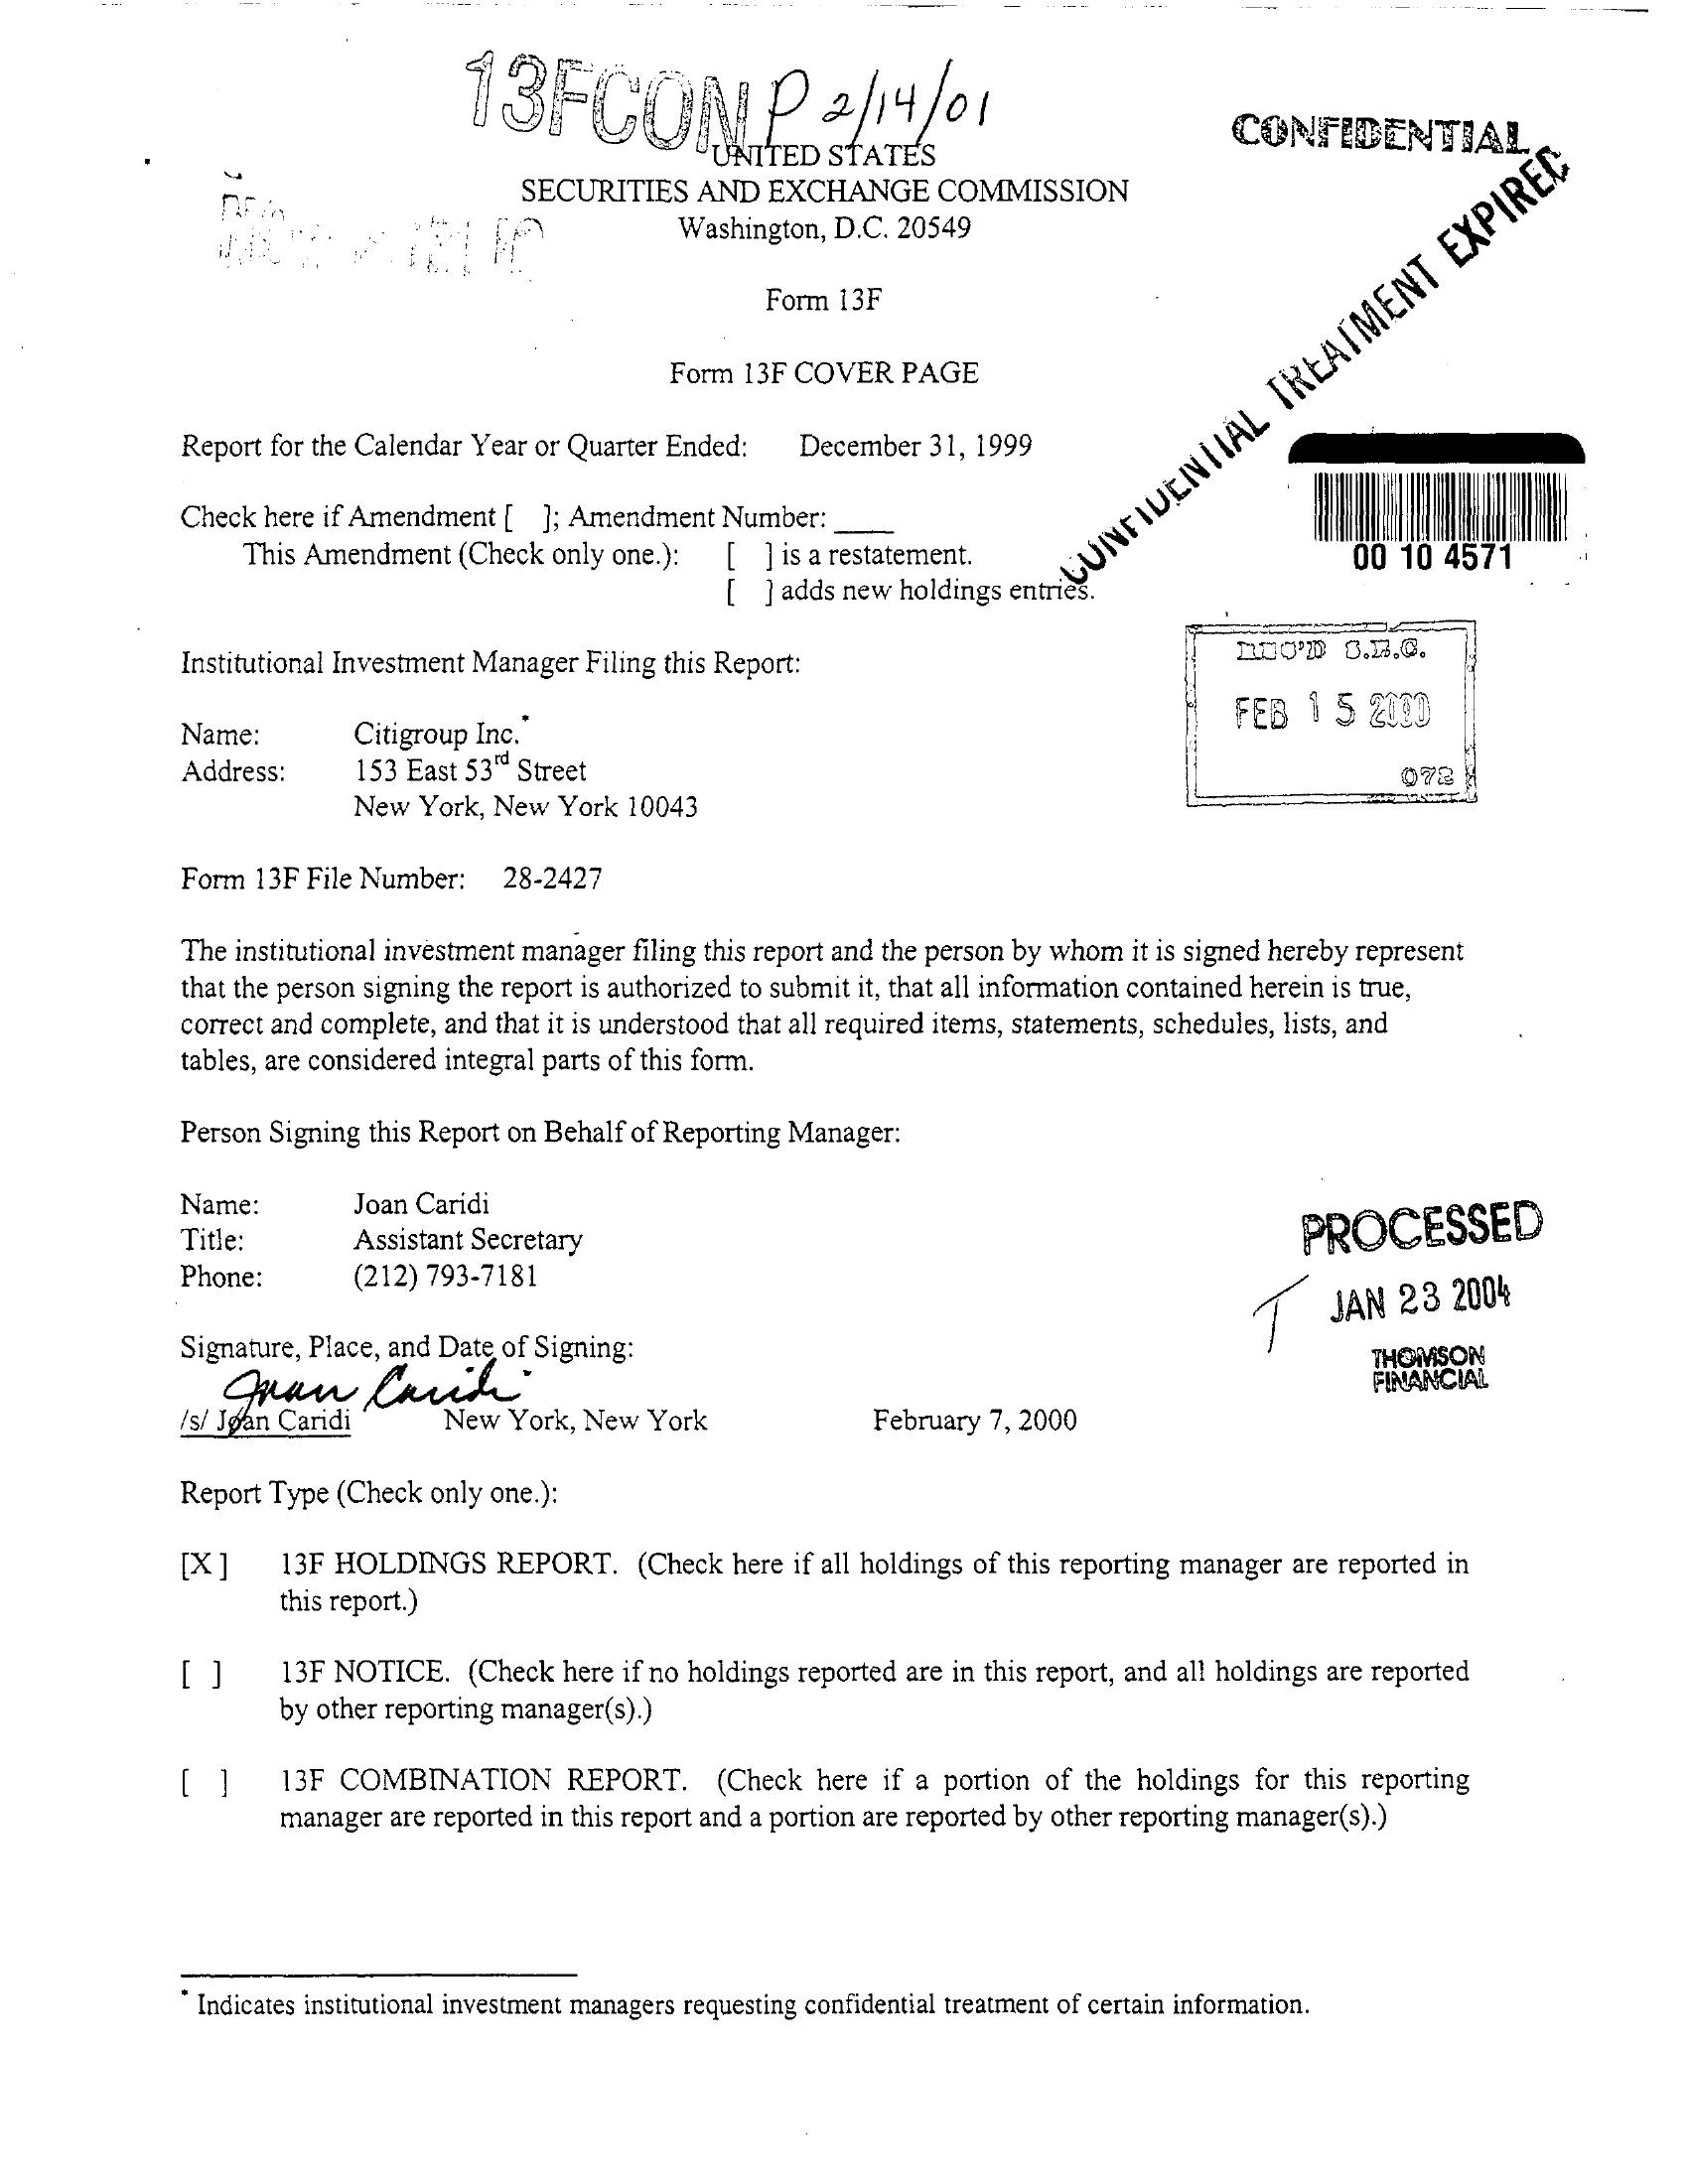 13FCONP 2/14/01
CONFIDENTIAL
UNITED STATES
SECURITIES AND EXCHANGE COMMISSION
Washington, D.C. 20549
CONFIDENTIAL TREATMENT EXPIRED
Form 13F
Form 13F COVER PAGE
Report for the Calendar Year or Quarter Ended: December 31, 1999
Check here if Amendment [ ]; Amendment Number: ____
This Amendment (Check only one.): [ ] is a restatement.
[ ] adds new holdings entries.
00 10 4571
REC'D S.E.C.
FEB 15 2000
072
Institutional Investment Manager Filing this Report:
Name: Citigroup Inc.*
Address: 153 East 53rd Street
New York, New York 10043
Form 13F File Number: 28-2427
The institutional investment manager filing this report and the person by whom it is signed hereby represent
that the person signing the report is authorized to submit it, that all information contained herein is true,
correct and complete, and that it is understood that all required items, statements, schedules, lists, and
tables, are considered integral parts of this form.
Person Signing this Report on Behalf of Reporting Manager:
Name: Joan Caridi
Title: Assistant Secretary
Phone: (212) 793-7181
PROCESSED
T JAN 23 2004
THOMSON
FINANCIAL
Signature, Place, and Date of Signing:
Joan Caridi
/s/ Joan Caridi New York, New York February 7, 2000
Report Type (Check only one.):
[X] 13F HOLDINGS REPORT. (Check here if all holdings of this reporting manager are reported in
this report.)
[ ] 13F NOTICE. (Check here if no holdings reported are in this report, and all holdings are reported
by other reporting manager(s).)
[ ] 13F COMBINATION REPORT. (Check here if a portion of the holdings for this reporting
manager are reported in this report and a portion are reported by other reporting manager(s).)
* Indicates institutional investment managers requesting confidential treatment of certain information.